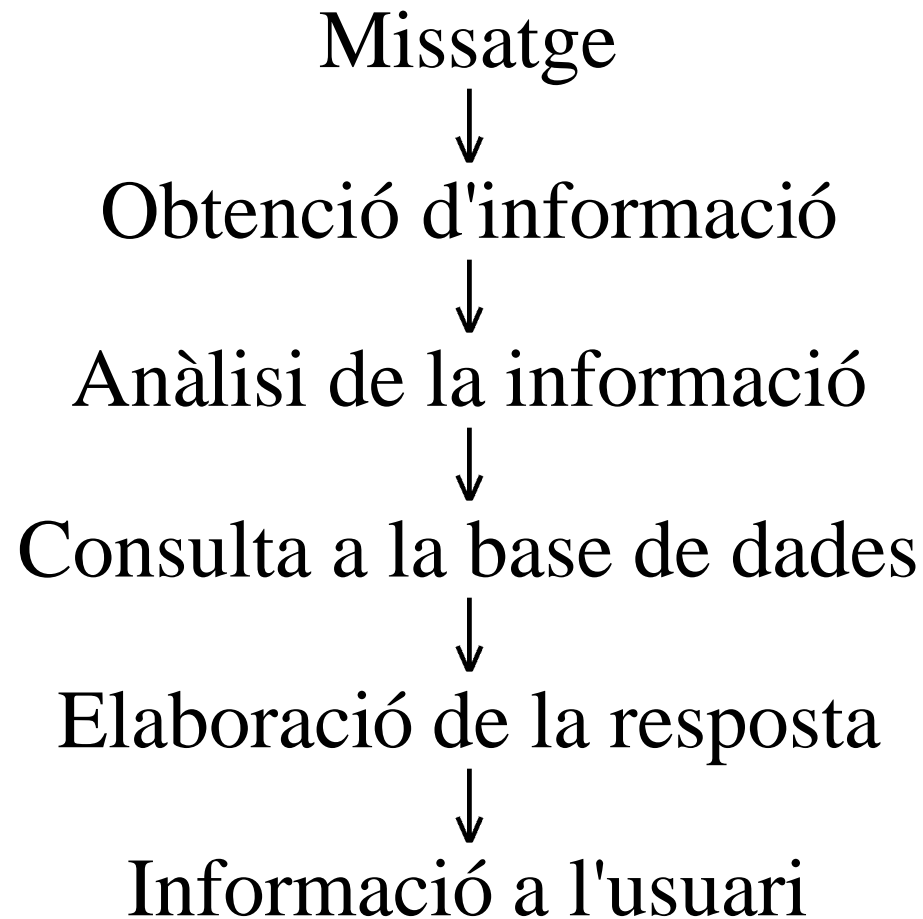 Missatge
Obtenció d'informació
Anàlisi de la informació
Consulta a la base de dades
Elaboració de la resposta
Informació a l'usuari